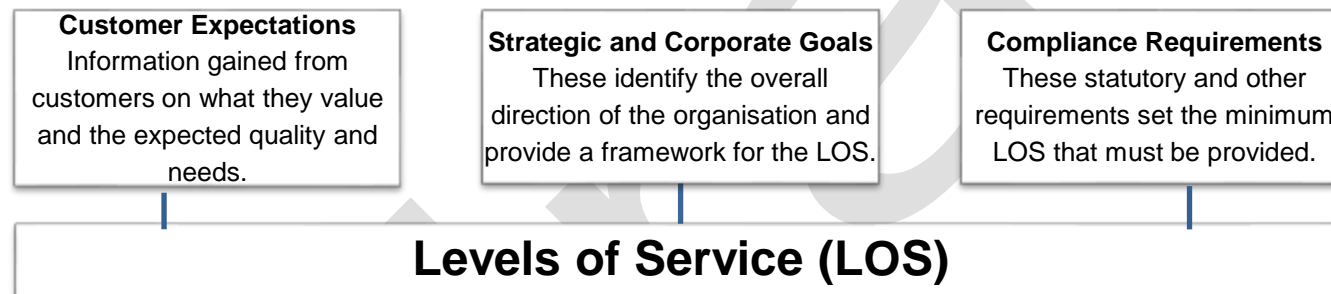 Customer Expectations
Information gained from
customers on what they value
and the expected quality and
needs.
Strategic and Corporate Goals
These identify the overall
direction of the organisation and
provide a framework for the LOS.
Compliance Requirements
These statutory and other
requirements set the minimum
LOS that must be provided.
Levels of Service (LOS)